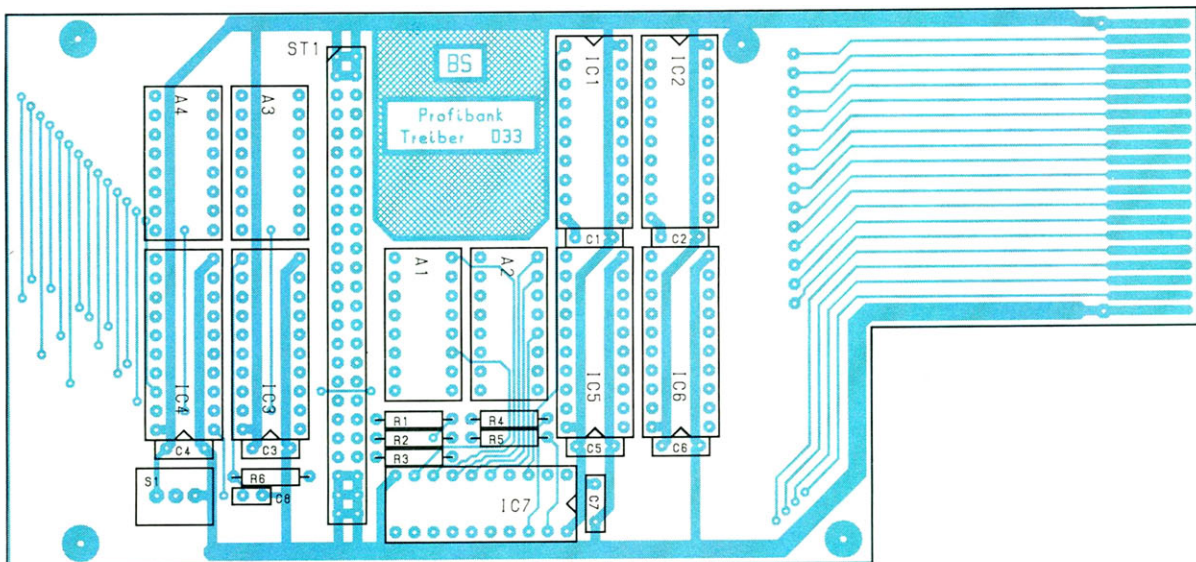 ST1
BS
IC1
IC2
A4
A3
Profibank
Treiber D33
C1
C2
A1
A2
IC4
IC3
IC5
IC6
R1
R4
R2
R5
R3
C4
C3
C5
C6
S1
R6
C8
IC7
C7